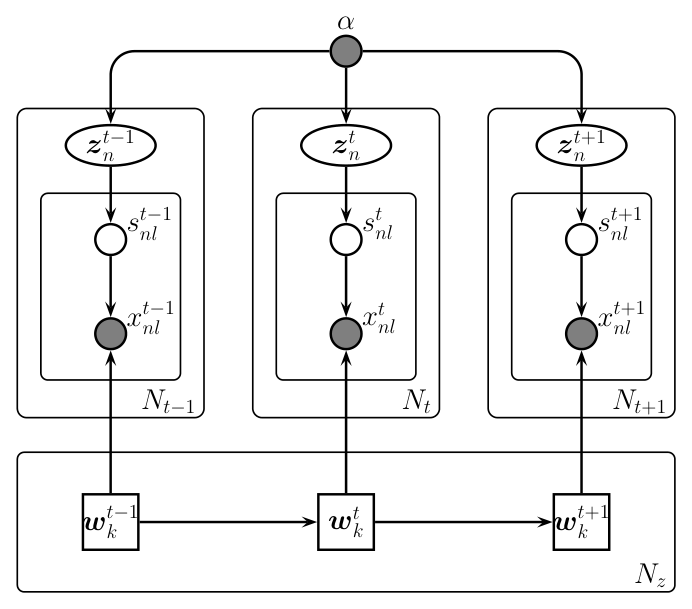 α
z_n^{t-1} z_n^t z_n^{t+1}
s_{nl}^{t-1} s_{nl}^t s_{nl}^{t+1}
x_{nl}^{t-1} x_{nl}^t x_{nl}^{t+1}
N_{t-1} N_t N_{t+1}
w_k^{t-1} w_k^t w_k^{t+1}
N_z